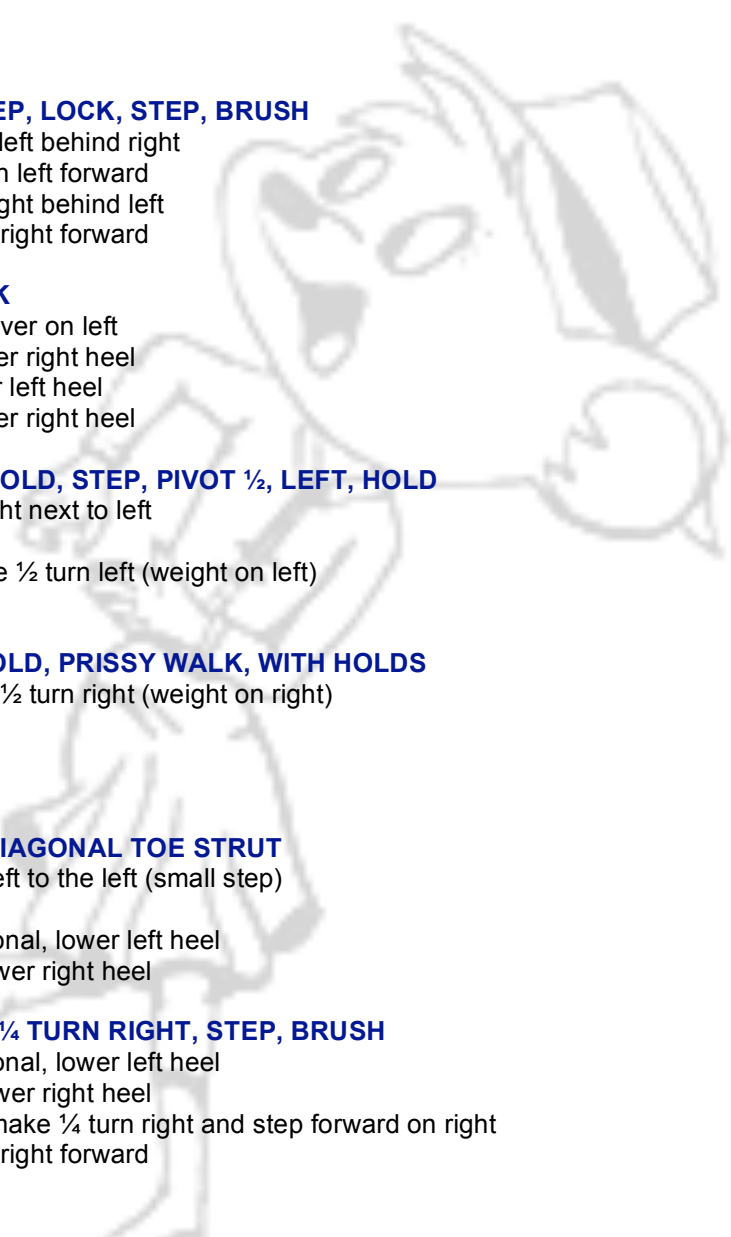 EP, LOCK, STEP, BRUSH
left behind right
n left forward
ght behind left
right forward
K
ver on left
er right heel
r left heel
er right heel
OLD, STEP, PIVOT ½, LEFT, HOLD
ht next to left
e ½ turn left (weight on left)
OLD, PRISSY WALK, WITH HOLDS
½ turn right (weight on right)
IAGONAL TOE STRUT
eft to the left (small step)
onal, lower left heel
wer right heel
¼ TURN RIGHT, STEP, BRUSH
onal, lower left heel
wer right heel
make ¼ turn right and step forward on right
right forward